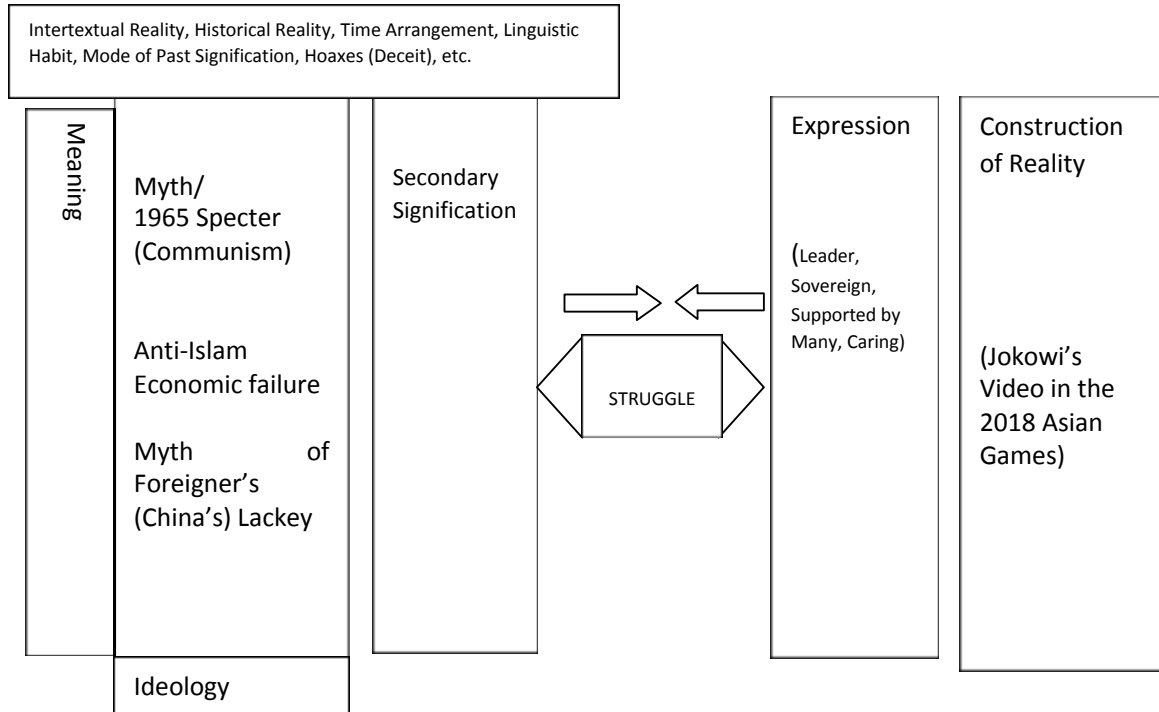 Intertextual Reality, Historical Reality, Time Arrangement, Linguistic
Habit, Mode of Past Signification, Hoaxes (Deceit), etc.
Meaning
Myth/
1965 Specter
(Communism)
Anti-Islam
Economic failure
Myth of
Foreigner’s
(China’s) Lackey
Ideology
Secondary
Signification
STRUGGLE
Expression
(Leader,
Sovereign,
Supported by
Many, Caring)
Construction
of Reality
(Jokowi’s
Video in the
2018 Asian
Games)